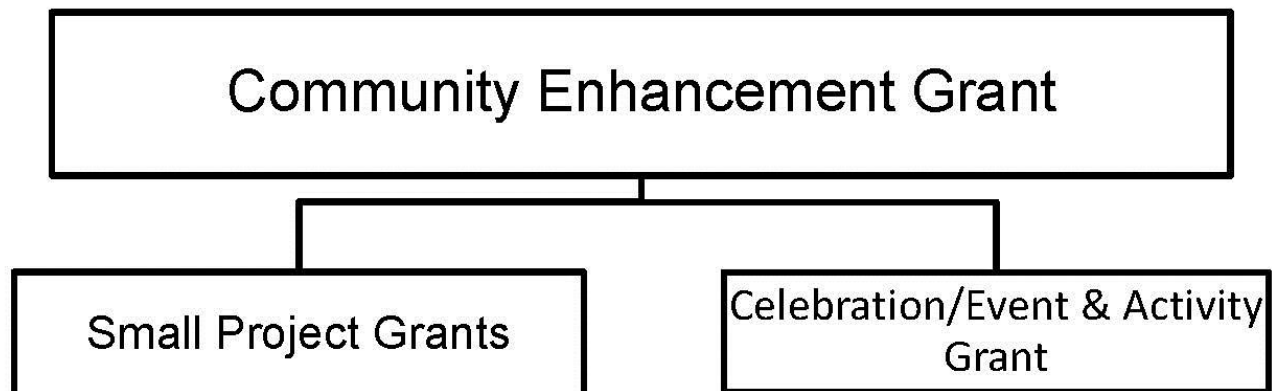 Community Enhancement Grant
Small Project Grants
Celebration/Event & Activity
Grant